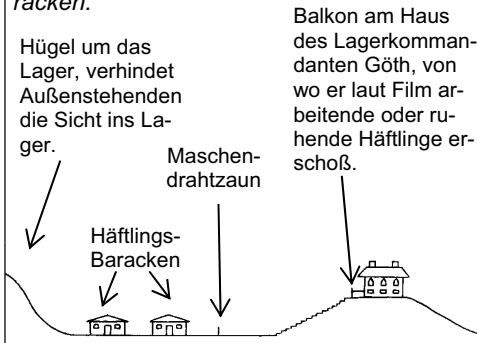 racken.
Hügel um das
Lager, verhindet
Außenstehenden
die Sicht ins La-
ger.
Maschen-
drahtzaun
Häftlings-
Baracken
Balkon am Haus
des Lagerkomman-
danten Göth, von
wo er laut Film ar-
beitende oder ru-
hende Häftlinge er-
schoß.